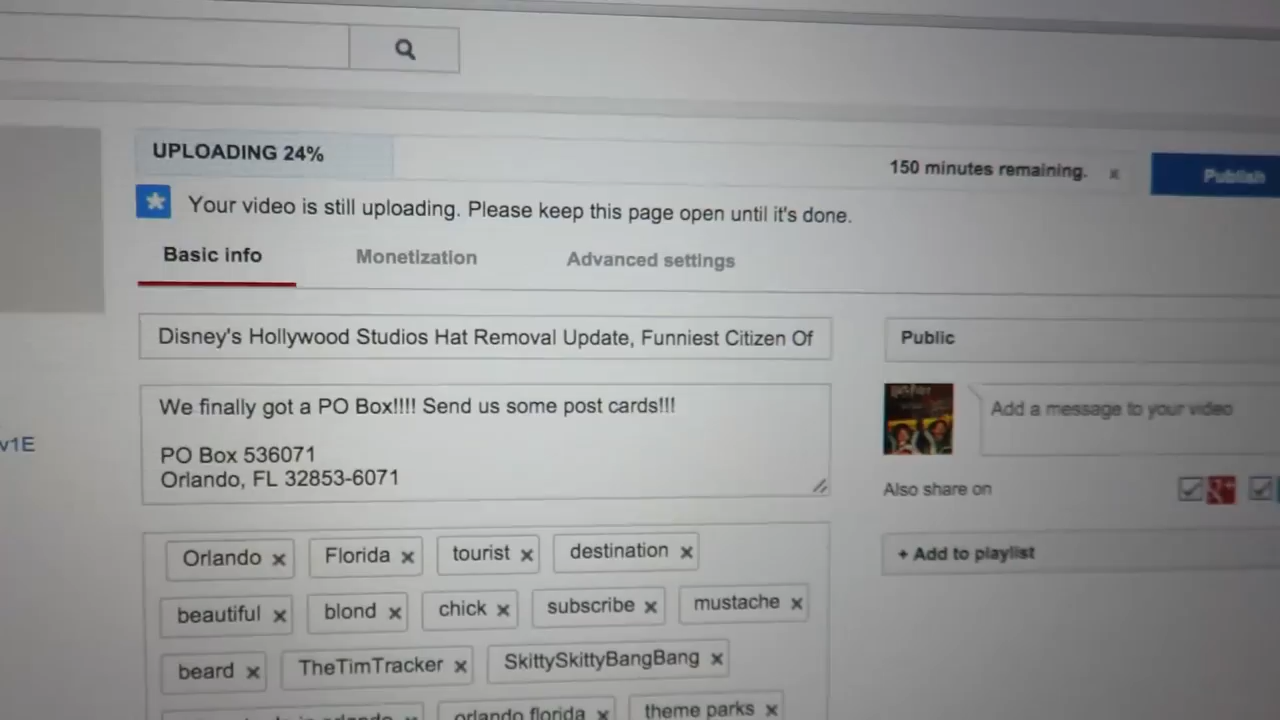 UPLOADING 24%
150 minutes remaining. x
Publish
Your video is still uploading. Please keep this page open until it's done.
Basic info Monetization Advanced settings
Disney's Hollywood Studios Hat Removal Update, Funniest Citizen Of
Public
We finally got a PO Box!!!! Send us some post cards!!!
Add a message to your video
v1E
PO Box 536071
Orlando, FL 32853-6071
Also share on
Orlando x Florida x tourist x destination x
+ Add to playlist
beautiful x blond x chick x subscribe x mustache x
beard x TheTimTracker x SkittySkittyBangBang x
orlando florida x theme parks x